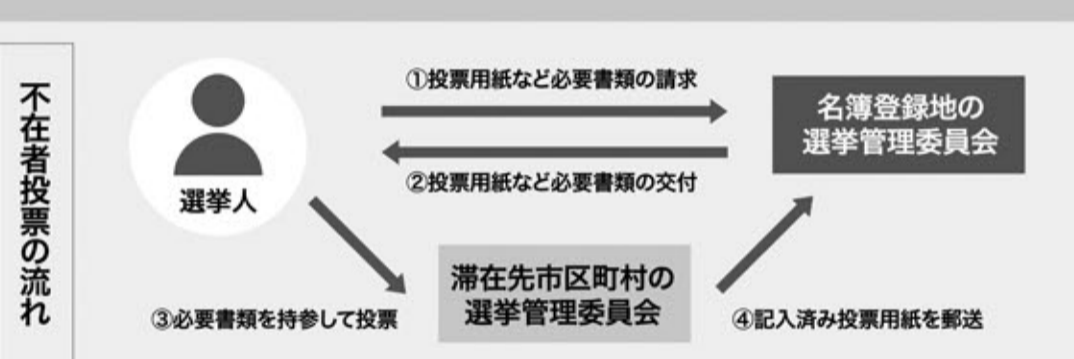 不在者投票の流れ
①投票用紙など必要書類の請求
名簿登録地の
選挙管理委員会
②投票用紙など必要書類の交付
選挙人
滞在先市区町村の
選挙管理委員会
③必要書類を持参して投票
④記入済み投票用紙を郵送